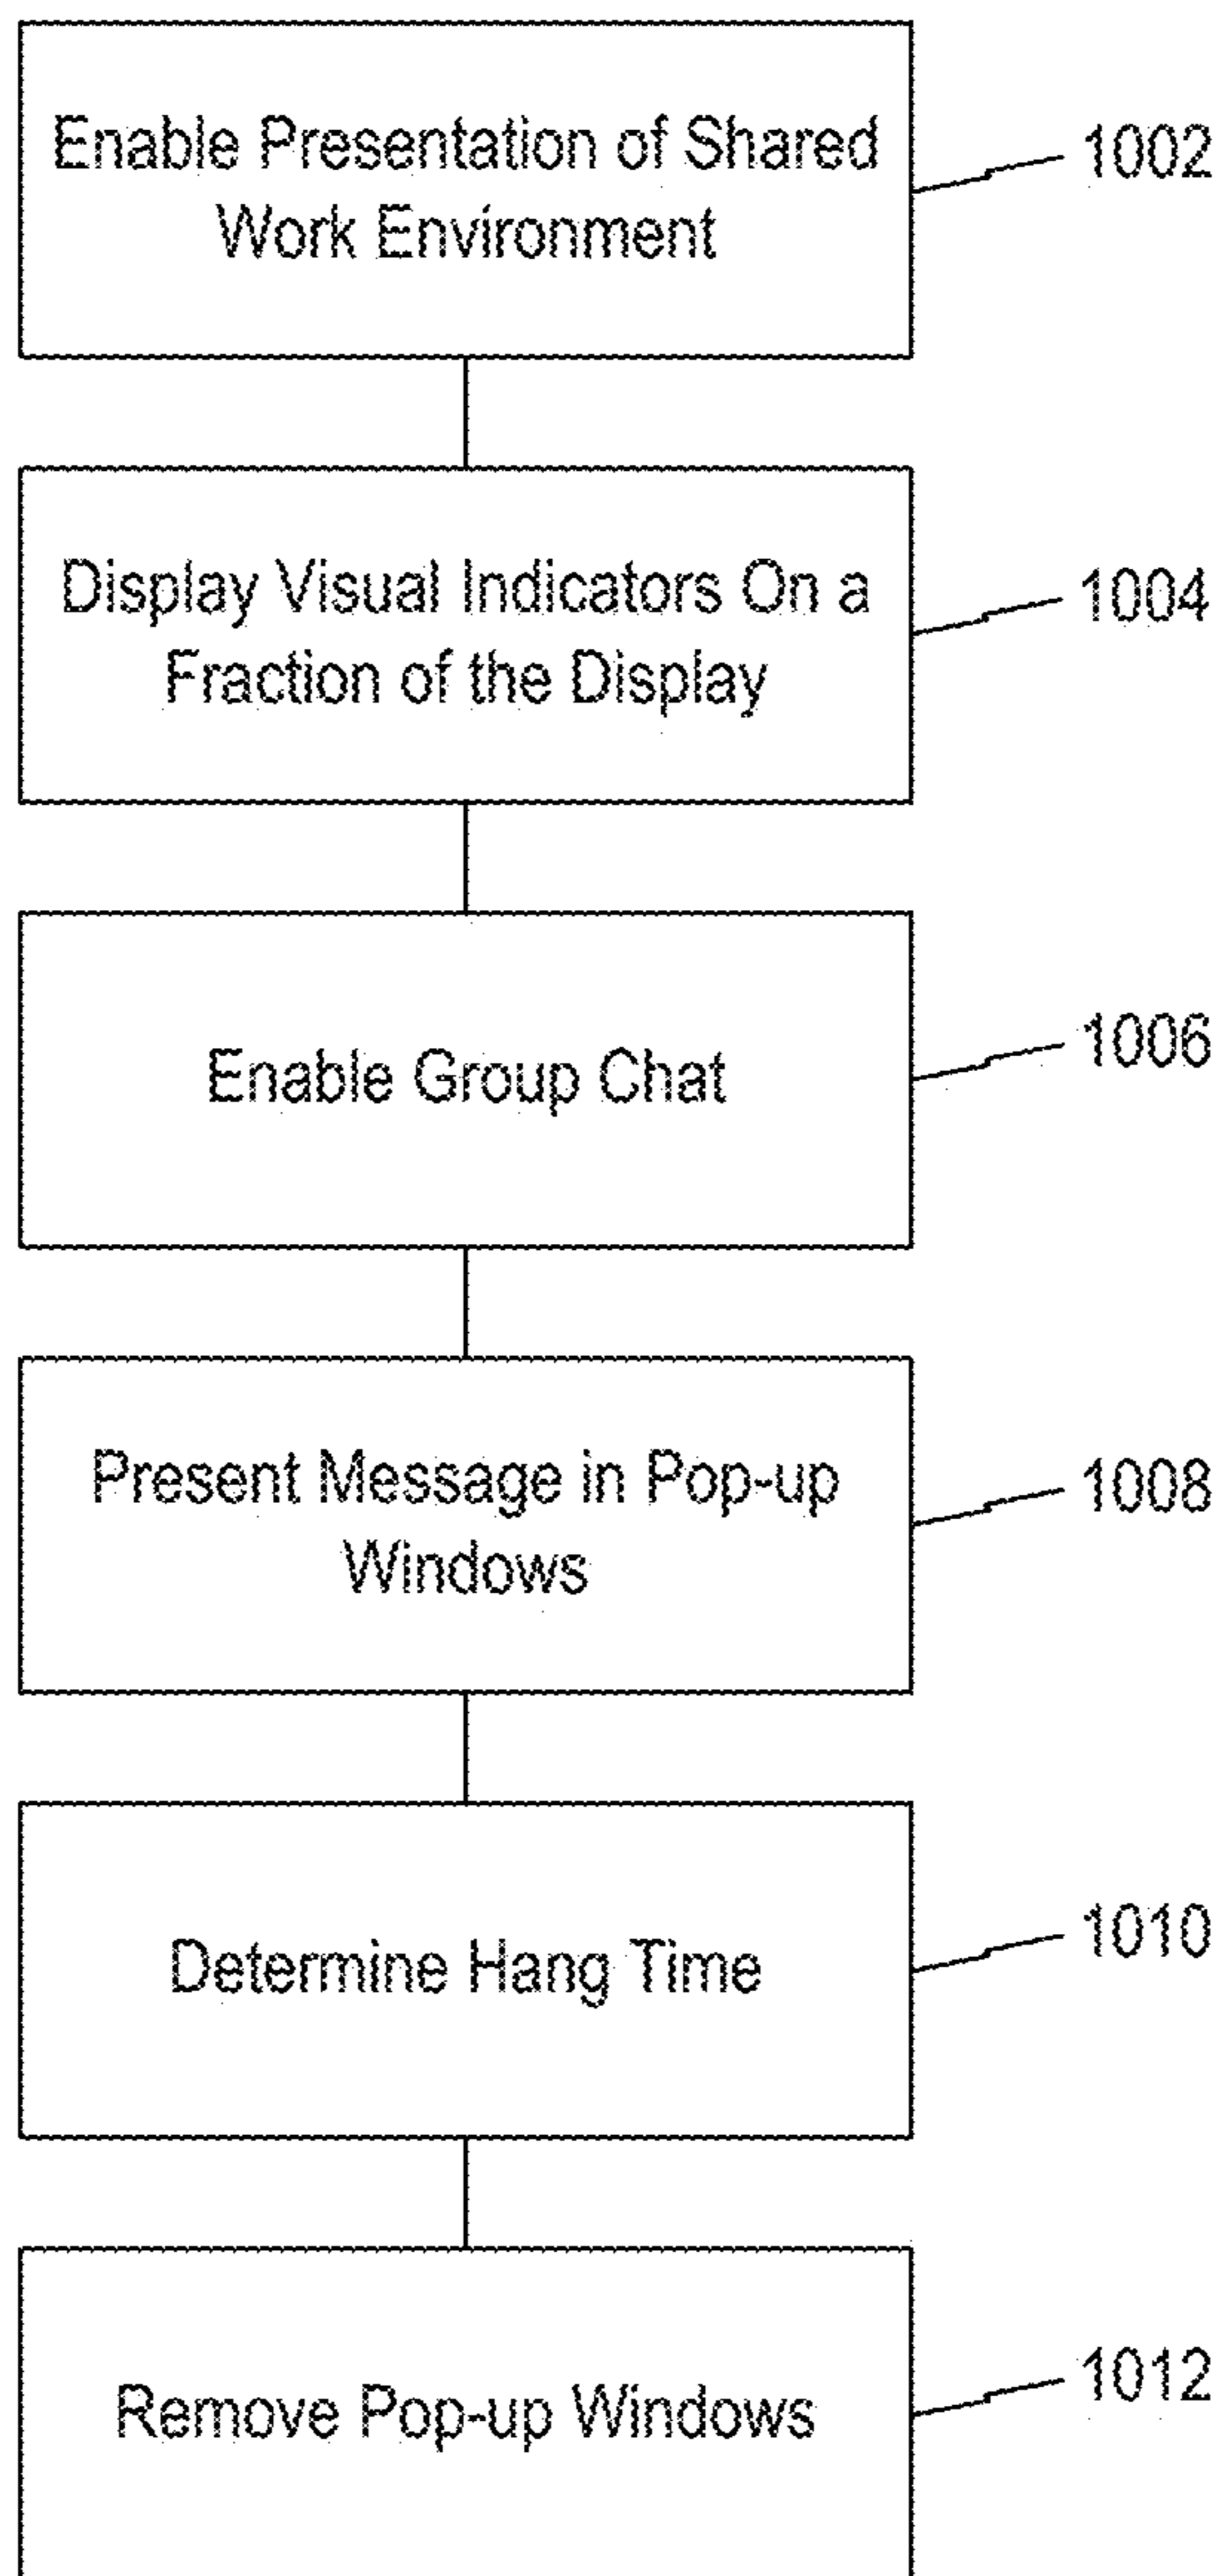 Enable Presentation of Shared
Work Environment
1002
Display Visual Indicators On a
Fraction of the Display
1004
Enable Group Chat
1006
Present Message in Pop-up
Windows
1008
Determine Hang Time
1010
Remove Pop-up Windows
1012